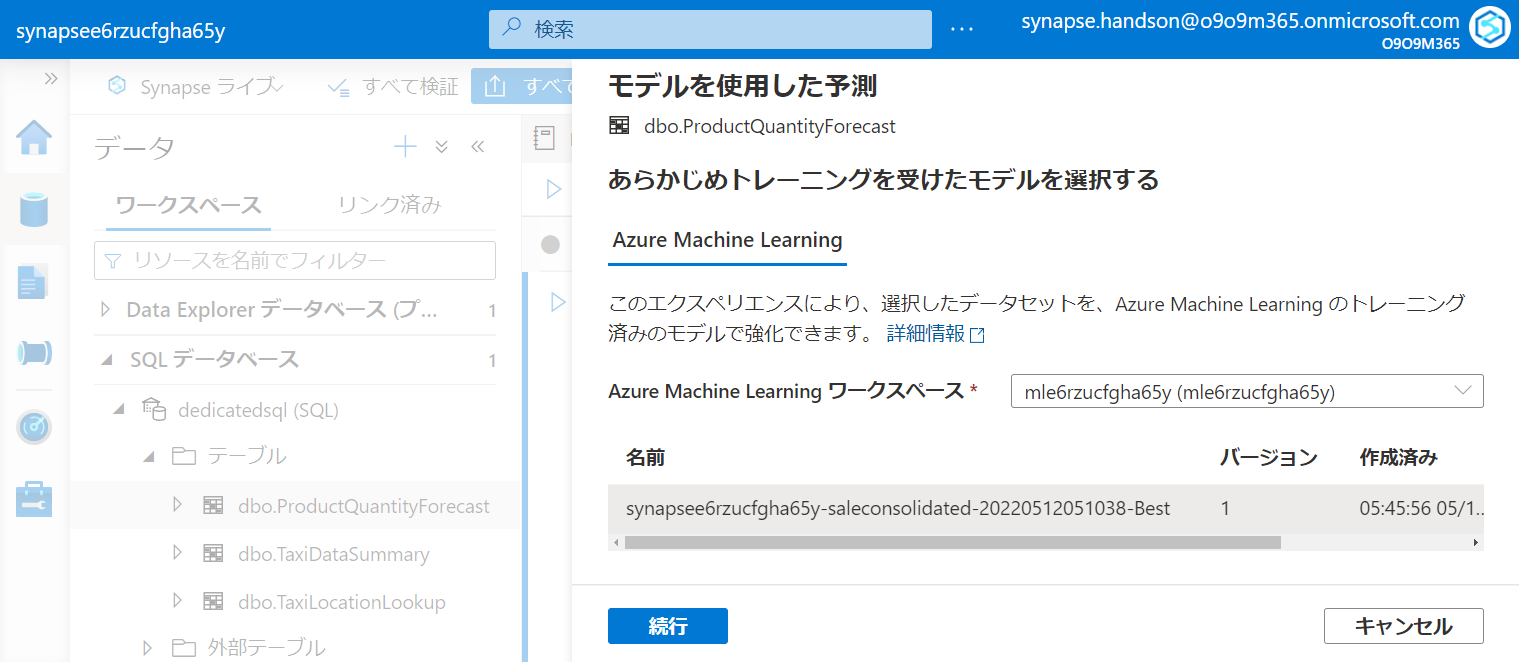 synapsee6rzucfgha65y
検索
synapse.handson@o9o9m365.onmicrosoft.com
O9O9M365
Synapse ライブ
すべて検証
すべて
データ
ワークスペース
リンク済み
リソースを名前でフィルター
Data Explorer データベース (プ... 1
SQL データベース 1
dedicatedsql (SQL)
テーブル
dbo.ProductQuantityForecast
dbo.TaxiDataSummary
dbo.TaxiLocationLookup
外部テーブル
モデルを使用した予測
dbo.ProductQuantityForecast
あらかじめトレーニングを受けたモデルを選択する
Azure Machine Learning
このエクスペリエンスにより、選択したデータセットを、Azure Machine Learning のトレーニング
済みのモデルで強化できます。 詳細情報
Azure Machine Learning ワークスペース *
mle6rzucfgha65y (mle6rzucfgha65y)
名前 バージョン 作成済み
synapsee6rzucfgha65y-saleconsolidated-20220512051038-Best 1 05:45:56 05/1..
続行
キャンセル